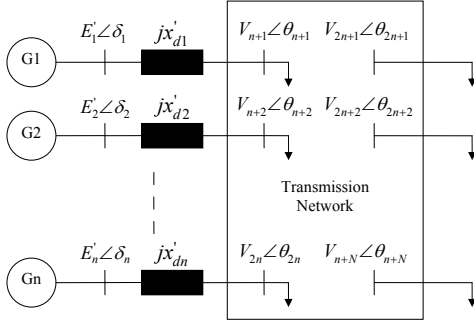 G1 E'₁∠δ₁ jx'd1 Vn+1∠θn+1 V2n+1∠θ2n+1
G2 E'₂∠δ₂ jx'd2 Vn+2∠θn+2 V2n+2∠θ2n+2
Transmission
Network
Gn E'n∠δn jx'dn V2n∠θ2n Vn+N∠θn+N